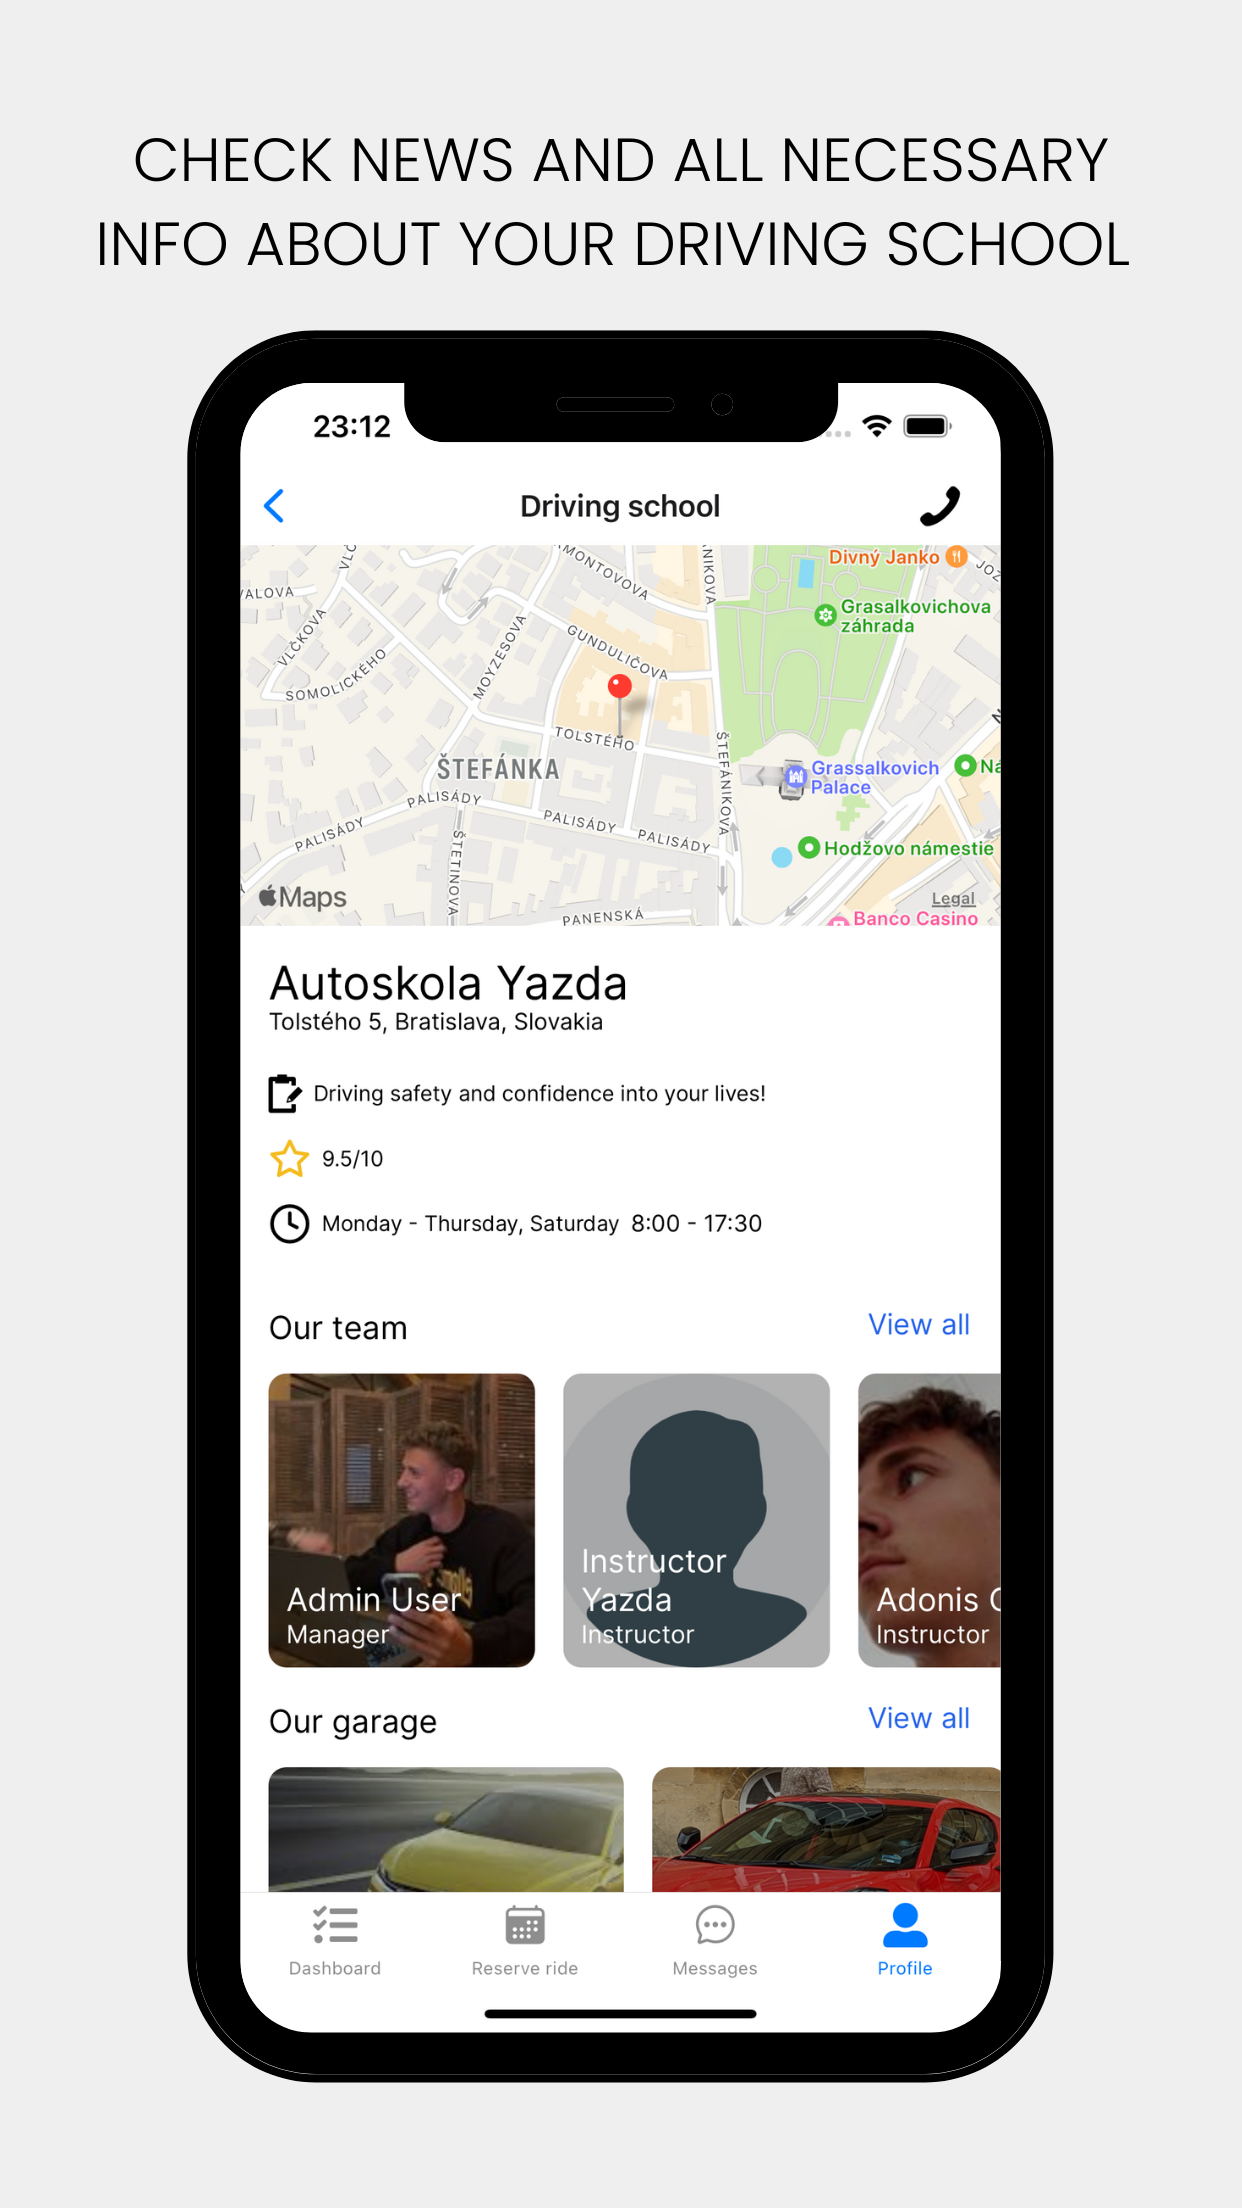 CHECK NEWS AND ALL NECESSARY
INFO ABOUT YOUR DRIVING SCHOOL
23:12
Driving school
MONTOVOVA
NIKOVA
Divný Janko
JOZ
VLČ
VALOVA
Grasalkovichova
záhrada
VLČKOVA
GUNDULIČOVA
MOYZESOVA
SOMOLICKÉHO
TOLSTÉHO
ŠTEFÁNIKOVA
ŠTEFÁNKA
Grassalkovich
Palace
Ná
PALISÁDY
PALISÁDY
PALISÁDY
PALISÁDY
Hodžovo námestie
ŠTETINOVA
Maps
Legal
PANENSKÁ
Banco Casino
Autoskola Yazda
Tolstého 5, Bratislava, Slovakia
Driving safety and confidence into your lives!
9.5/10
Monday - Thursday, Saturday 8:00 - 17:30
Our team
View all
Admin User
Manager
Instructor
Yazda
Instructor
Adonis
Instructor
Our garage
View all
Dashboard
Reserve ride
Messages
Profile